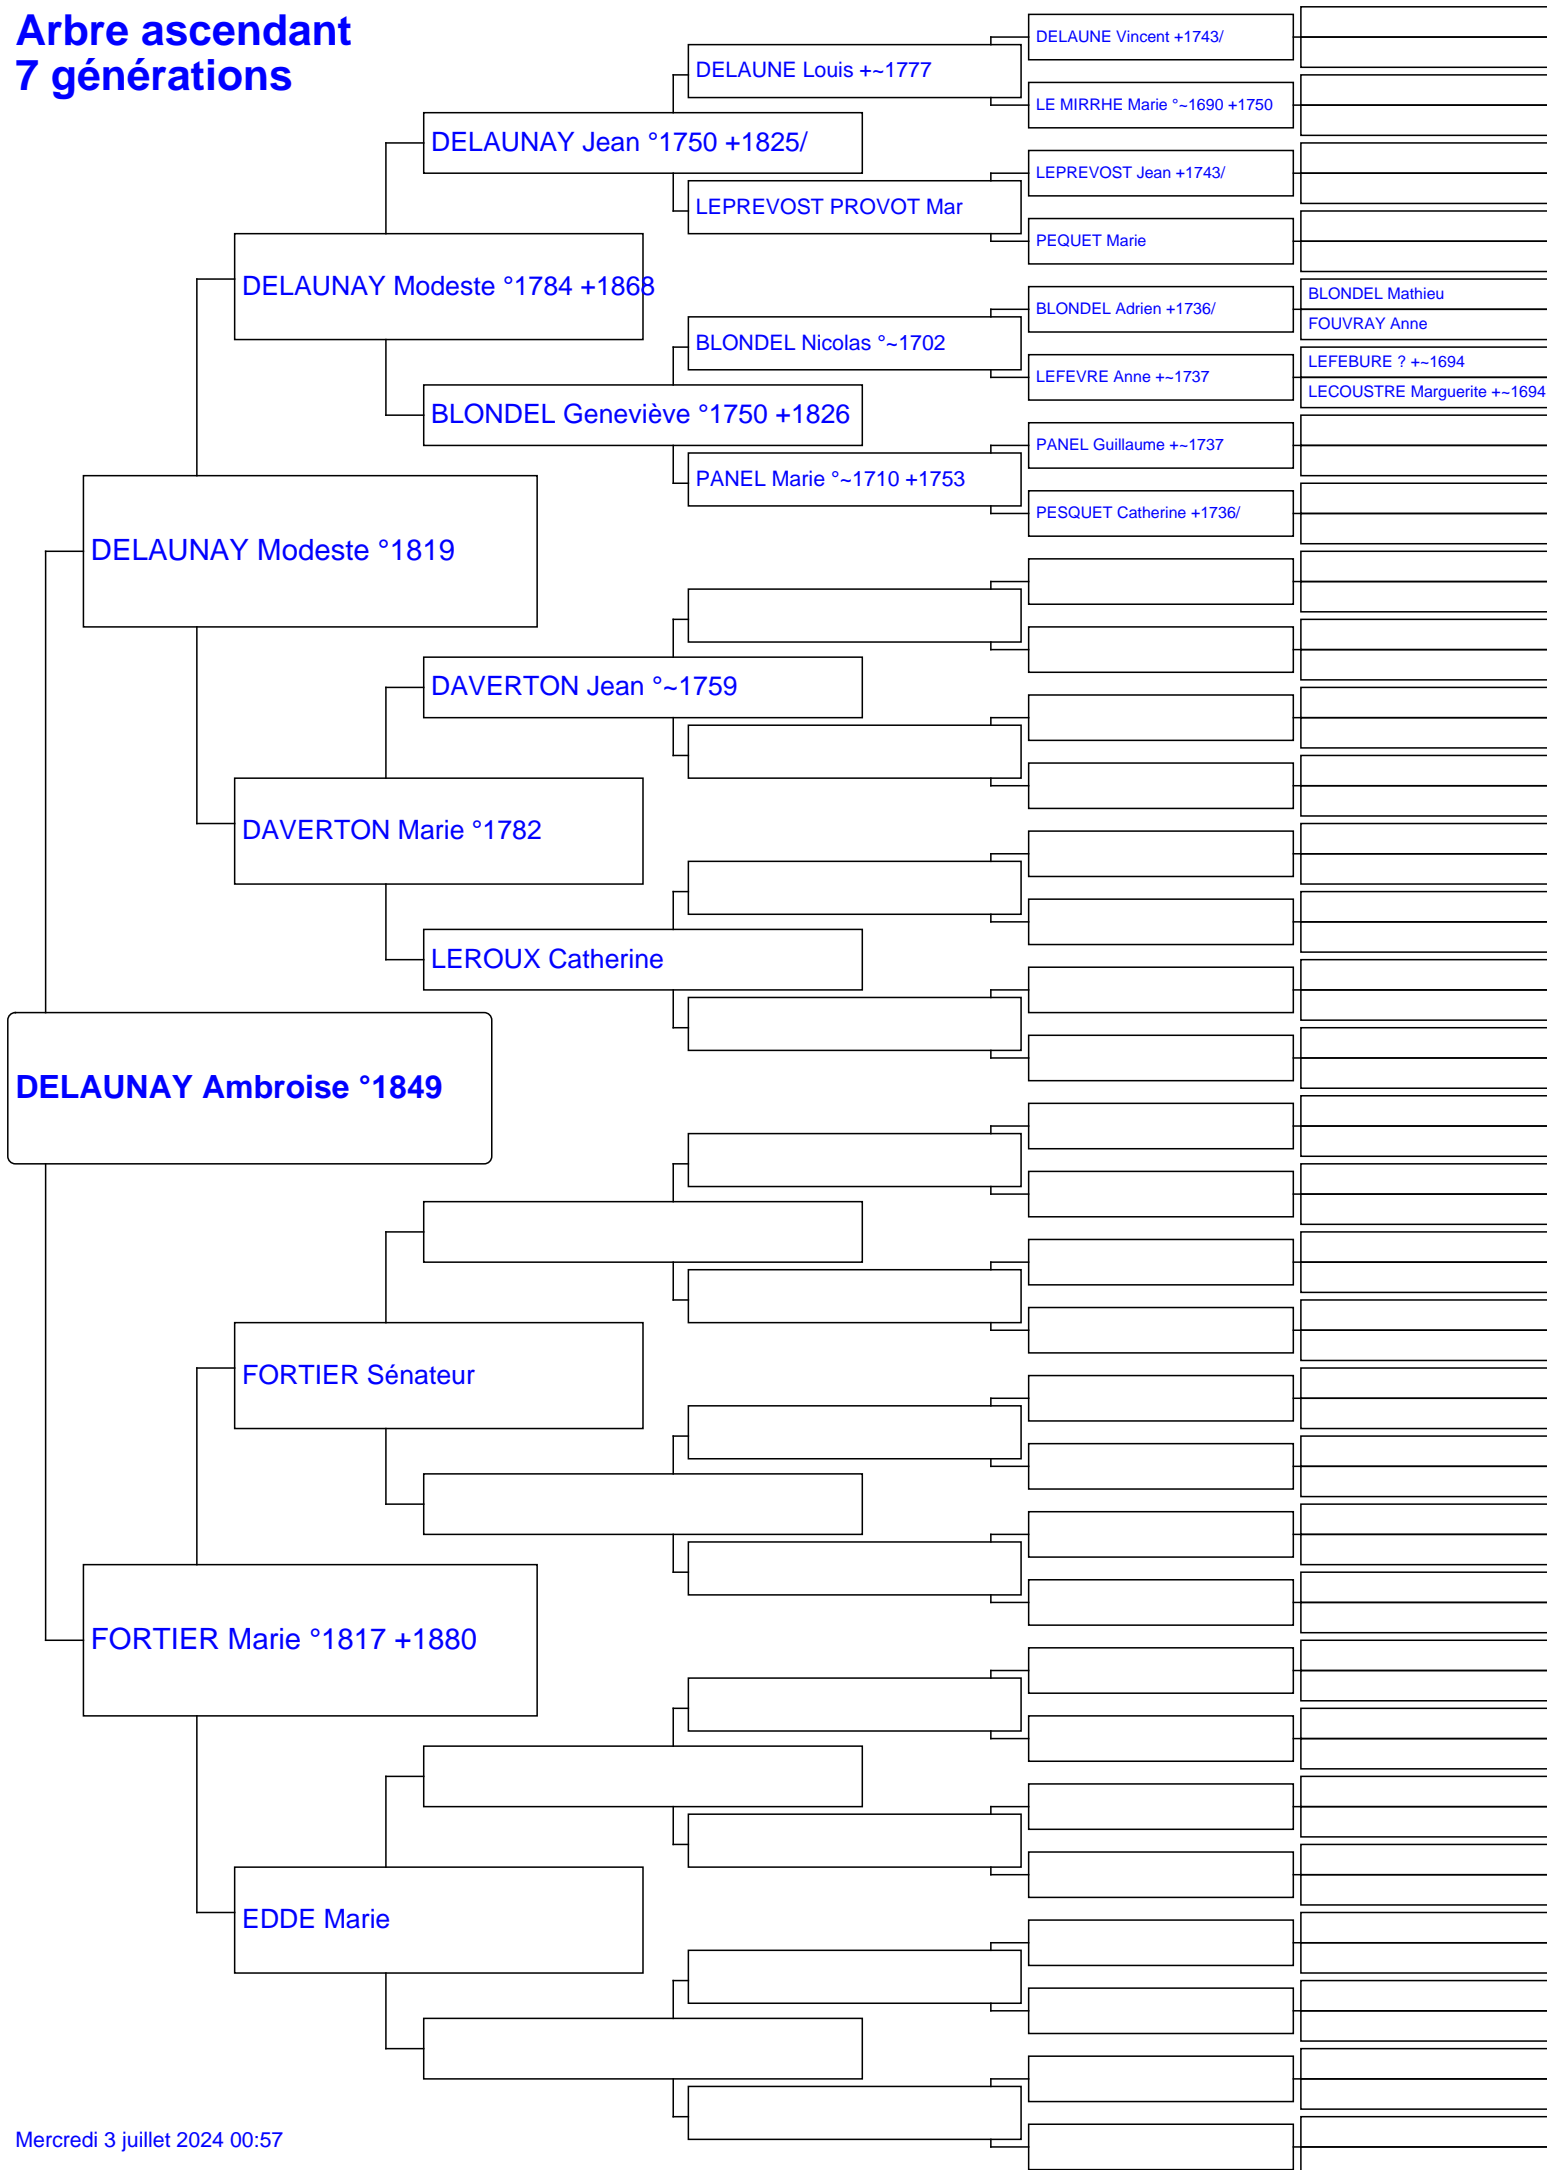 Arbre ascendant
7 générations
DELAUNE Vincent +1743/
DELAUNE Louis +~1777
LE MIRRHE Marie °~1690 +1750
DELAUNAY Jean °1750 +1825/
LEPREVOST Jean +1743/
LEPREVOST PROVOT Mar
PEQUET Marie
DELAUNAY Modeste °1784 +1868
BLONDEL Mathieu
BLONDEL Adrien +1736/
FOUVRAY Anne
BLONDEL Nicolas °~1702
LEFEBURE ? +~1694
LEFEVRE Anne +~1737
LECOUSTRE Marguerite +~1694
BLONDEL Geneviève °1750 +1826
PANEL Guillaume +~1737
PANEL Marie °~1710 +1753
PESQUET Catherine +1736/
DELAUNAY Modeste °1819
DAVERTON Jean °~1759
DAVERTON Marie °1782
LEROUX Catherine
DELAUNAY Ambroise °1849
FORTIER Sénateur
FORTIER Marie °1817 +1880
EDDE Marie
Mercredi 3 juillet 2024 00:57